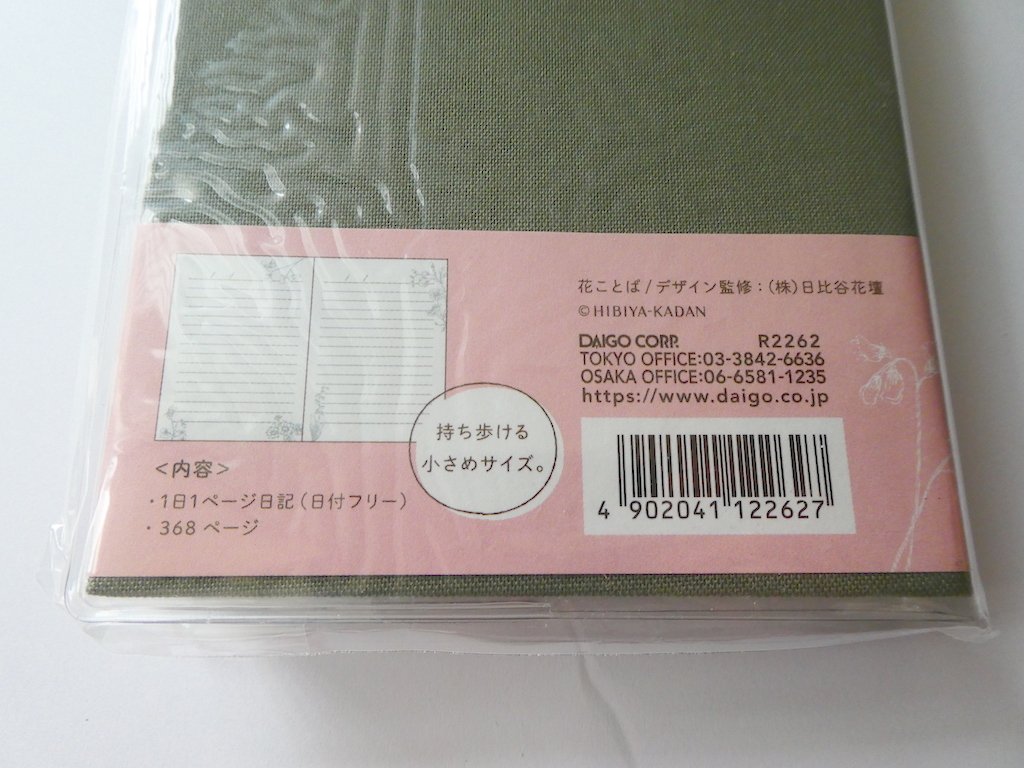 花ことば/デザイン監修:(株)日比谷花壇
©HIBIYA-KADAN
DAIGO CORP. R2262
TOKYO OFFICE:03-3842-6636
OSAKA OFFICE:06-6581-1235
https://www.daigo.co.jp
持ち歩ける
小さめサイズ。
<内容>
・1日1ページ日記(日付フリー)
・368ページ
4 902041 122627